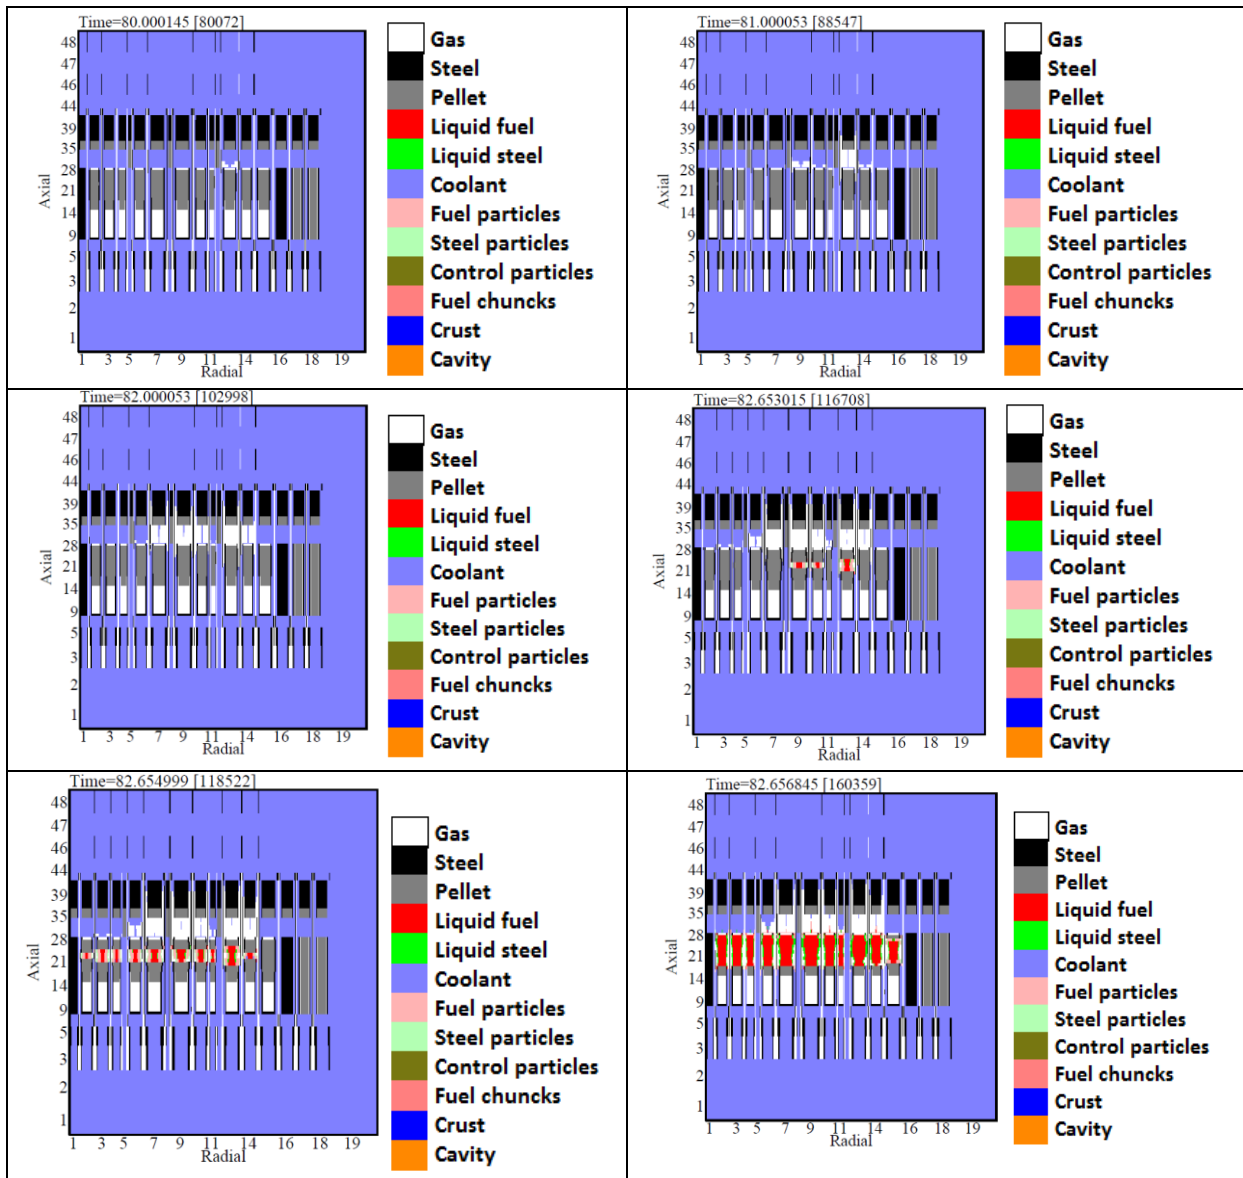 Time=80.000145 [80072]
48
47
46
44
39
35
28
21
14
9
5
3
2
1
Axial
1 3 5 7 9 11 14 16 18 19
Radial
Gas
Steel
Pellet
Liquid fuel
Liquid steel
Coolant
Fuel particles
Steel particles
Control particles
Fuel chuncks
Crust
Cavity
Time=81.000053 [88547]
48
47
46
44
39
35
28
21
14
9
5
3
2
1
Axial
1 3 5 7 9 11 14 16 18 19
Radial
Gas
Steel
Pellet
Liquid fuel
Liquid steel
Coolant
Fuel particles
Steel particles
Control particles
Fuel chuncks
Crust
Cavity
Time=82.000053 [102998]
48
47
46
44
39
35
28
21
14
9
5
3
2
1
Axial
1 3 5 7 9 11 14 16 18 19
Radial
Gas
Steel
Pellet
Liquid fuel
Liquid steel
Coolant
Fuel particles
Steel particles
Control particles
Fuel chuncks
Crust
Cavity
Time=82.653015 [116708]
48
47
46
44
39
35
28
21
14
9
5
3
2
1
Axial
1 3 5 7 9 11 14 16 18 19
Radial
Gas
Steel
Pellet
Liquid fuel
Liquid steel
Coolant
Fuel particles
Steel particles
Control particles
Fuel chuncks
Crust
Cavity
Time=82.654999 [118522]
48
47
46
44
39
35
28
21
14
9
5
3
2
1
Axial
1 3 5 7 9 11 14 16 18 19
Radial
Gas
Steel
Pellet
Liquid fuel
Liquid steel
Coolant
Fuel particles
Steel particles
Control particles
Fuel chuncks
Crust
Cavity
Time=82.656845 [160359]
48
47
46
44
39
35
28
21
14
9
5
3
2
1
Axial
1 3 5 7 9 11 14 16 18 19
Radial
Gas
Steel
Pellet
Liquid fuel
Liquid steel
Coolant
Fuel particles
Steel particles
Control particles
Fuel chuncks
Crust
Cavity